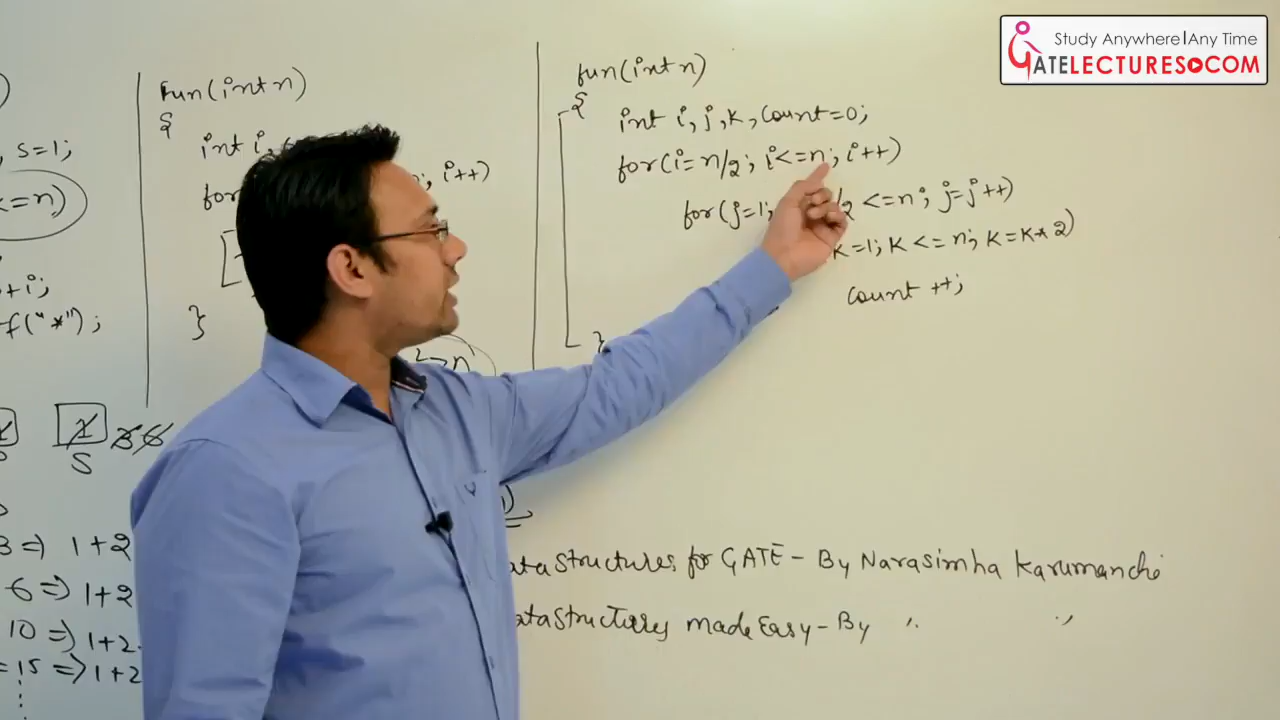 Study Anywhere|Any Time
GATELECTURES.COM
, S=1;
<=n)
+i;
f("*");
S
3 => 1+2
6 => 1+2
10 => 1+2.
=15 => 1+2
fun(int n)
{
int i,
for
; i++)
}
fun(int n)
{
int i, j, k, count=0;
for(i=n/2; i<=n; i++)
for(j=1; /2 <=n; j=j++)
k=1; k<=n; k=k*2)
count ++;
}
ata Structures for GATE - By Narasimha Karumanchi
ata Structures made Easy - By ,, ,,